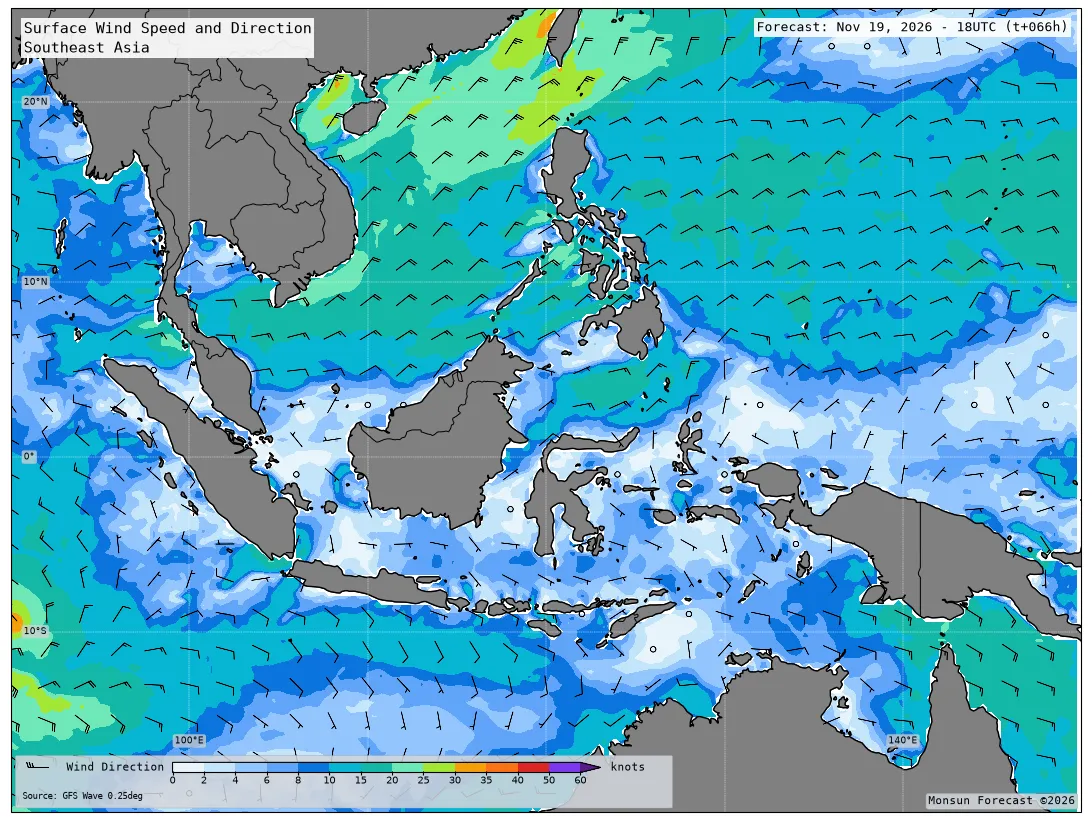 Surface Wind Speed and Direction
Southeast Asia
Forecast: Nov 19, 2026 - 18UTC (t+066h)
20°N
10°N
0°
10°S
100°E
140°E
Wind Direction
knots
0 2 4 6 8 10 15 20 25 30 35 40 50 60
Source: GFS Wave 0.25deg
Monsun Forecast ©2026